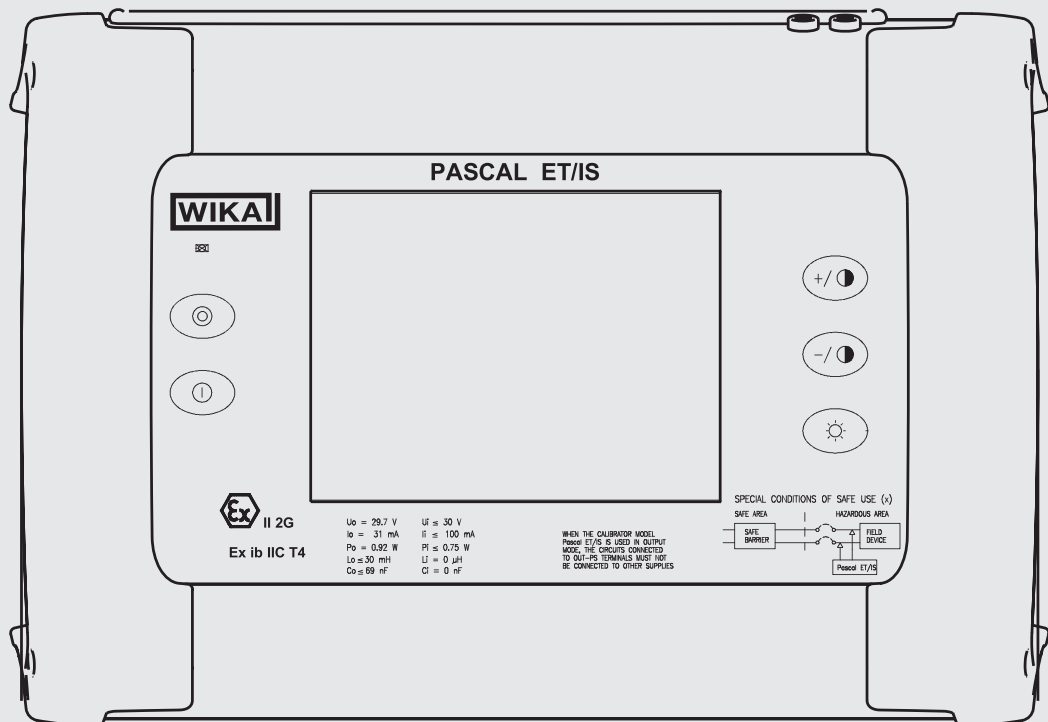 PASCAL ET/IS
WIKA
+/
-/
Ex
II 2G
Ex ib IIC T4
Uo = 29.7 V
Io = 31 mA
Po = 0.92 W
Lo ≤ 30 mH
Co ≤ 69 nF
Ui ≤ 30 V
Ii ≤ 100 mA
Pi ≤ 0.75 W
Li = 0 μH
Ci = 0 nF
WHEN THE CALIBRATOR MODEL
Pascal ET/IS IS USED IN OUTPUT
MODE, THE CIRCUITS CONNECTED
TO OUT-PS TERMINALS MUST NOT
BE CONNECTED TO OTHER SUPPLIES
SPECIAL CONDITIONS OF SAFE USE (x)
SAFE AREA
HAZARDOUS AREA
SAFE
BARRIER
FIELD
DEVICE
Pascal ET/IS